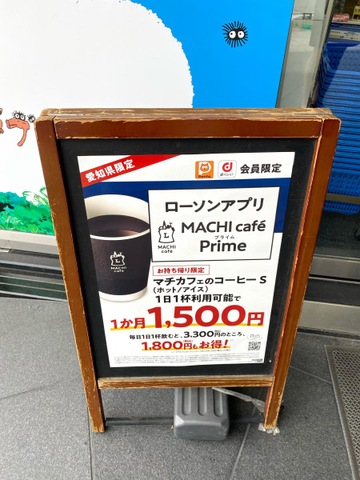 愛知県限定
会員限定
ローソンアプリ
MACHI café
プライム
Prime
MACHI
café
MACHI
café
お持ち帰り限定
マチカフェのコーヒーS
(ホット/アイス)
1日1杯利用可能で
1か月1,500円
毎日1日1杯飲むと、3,300円のところ、
1,800円もお得!